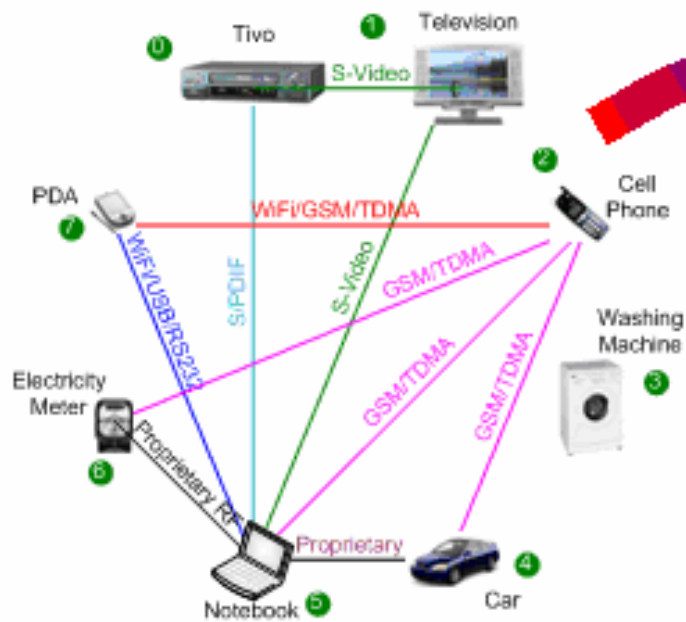 Tivo
0
1
Television
S-Video
2
Cell
Phone
PDA
7
WiFi/GSM/TDMA
WiFi/USB/RS232
S/PDIF
S-Video
GSM/TDMA
GSM/TDMA
GSM/TDMA
Washing
Machine
3
Electricity
Meter
6
Proprietary RF
Proprietary
Notebook
5
4
Car